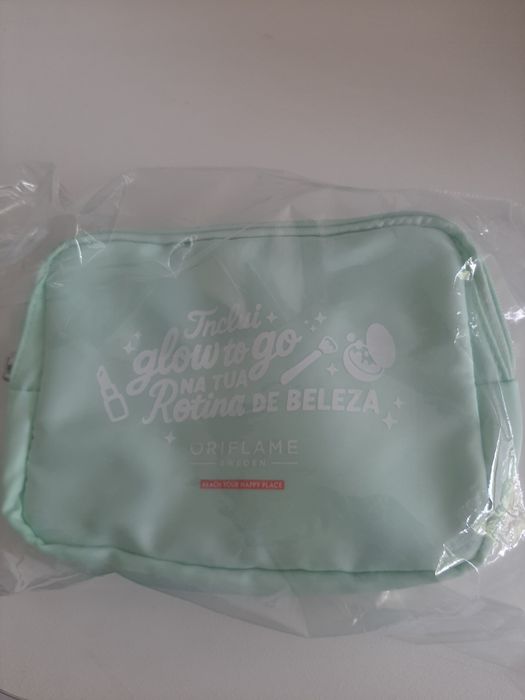 Inclui
glow to go
NA TUA
Rotina DE BELEZA
ORIFLAME
SWEDEN
REACH YOUR HAPPY PLACE